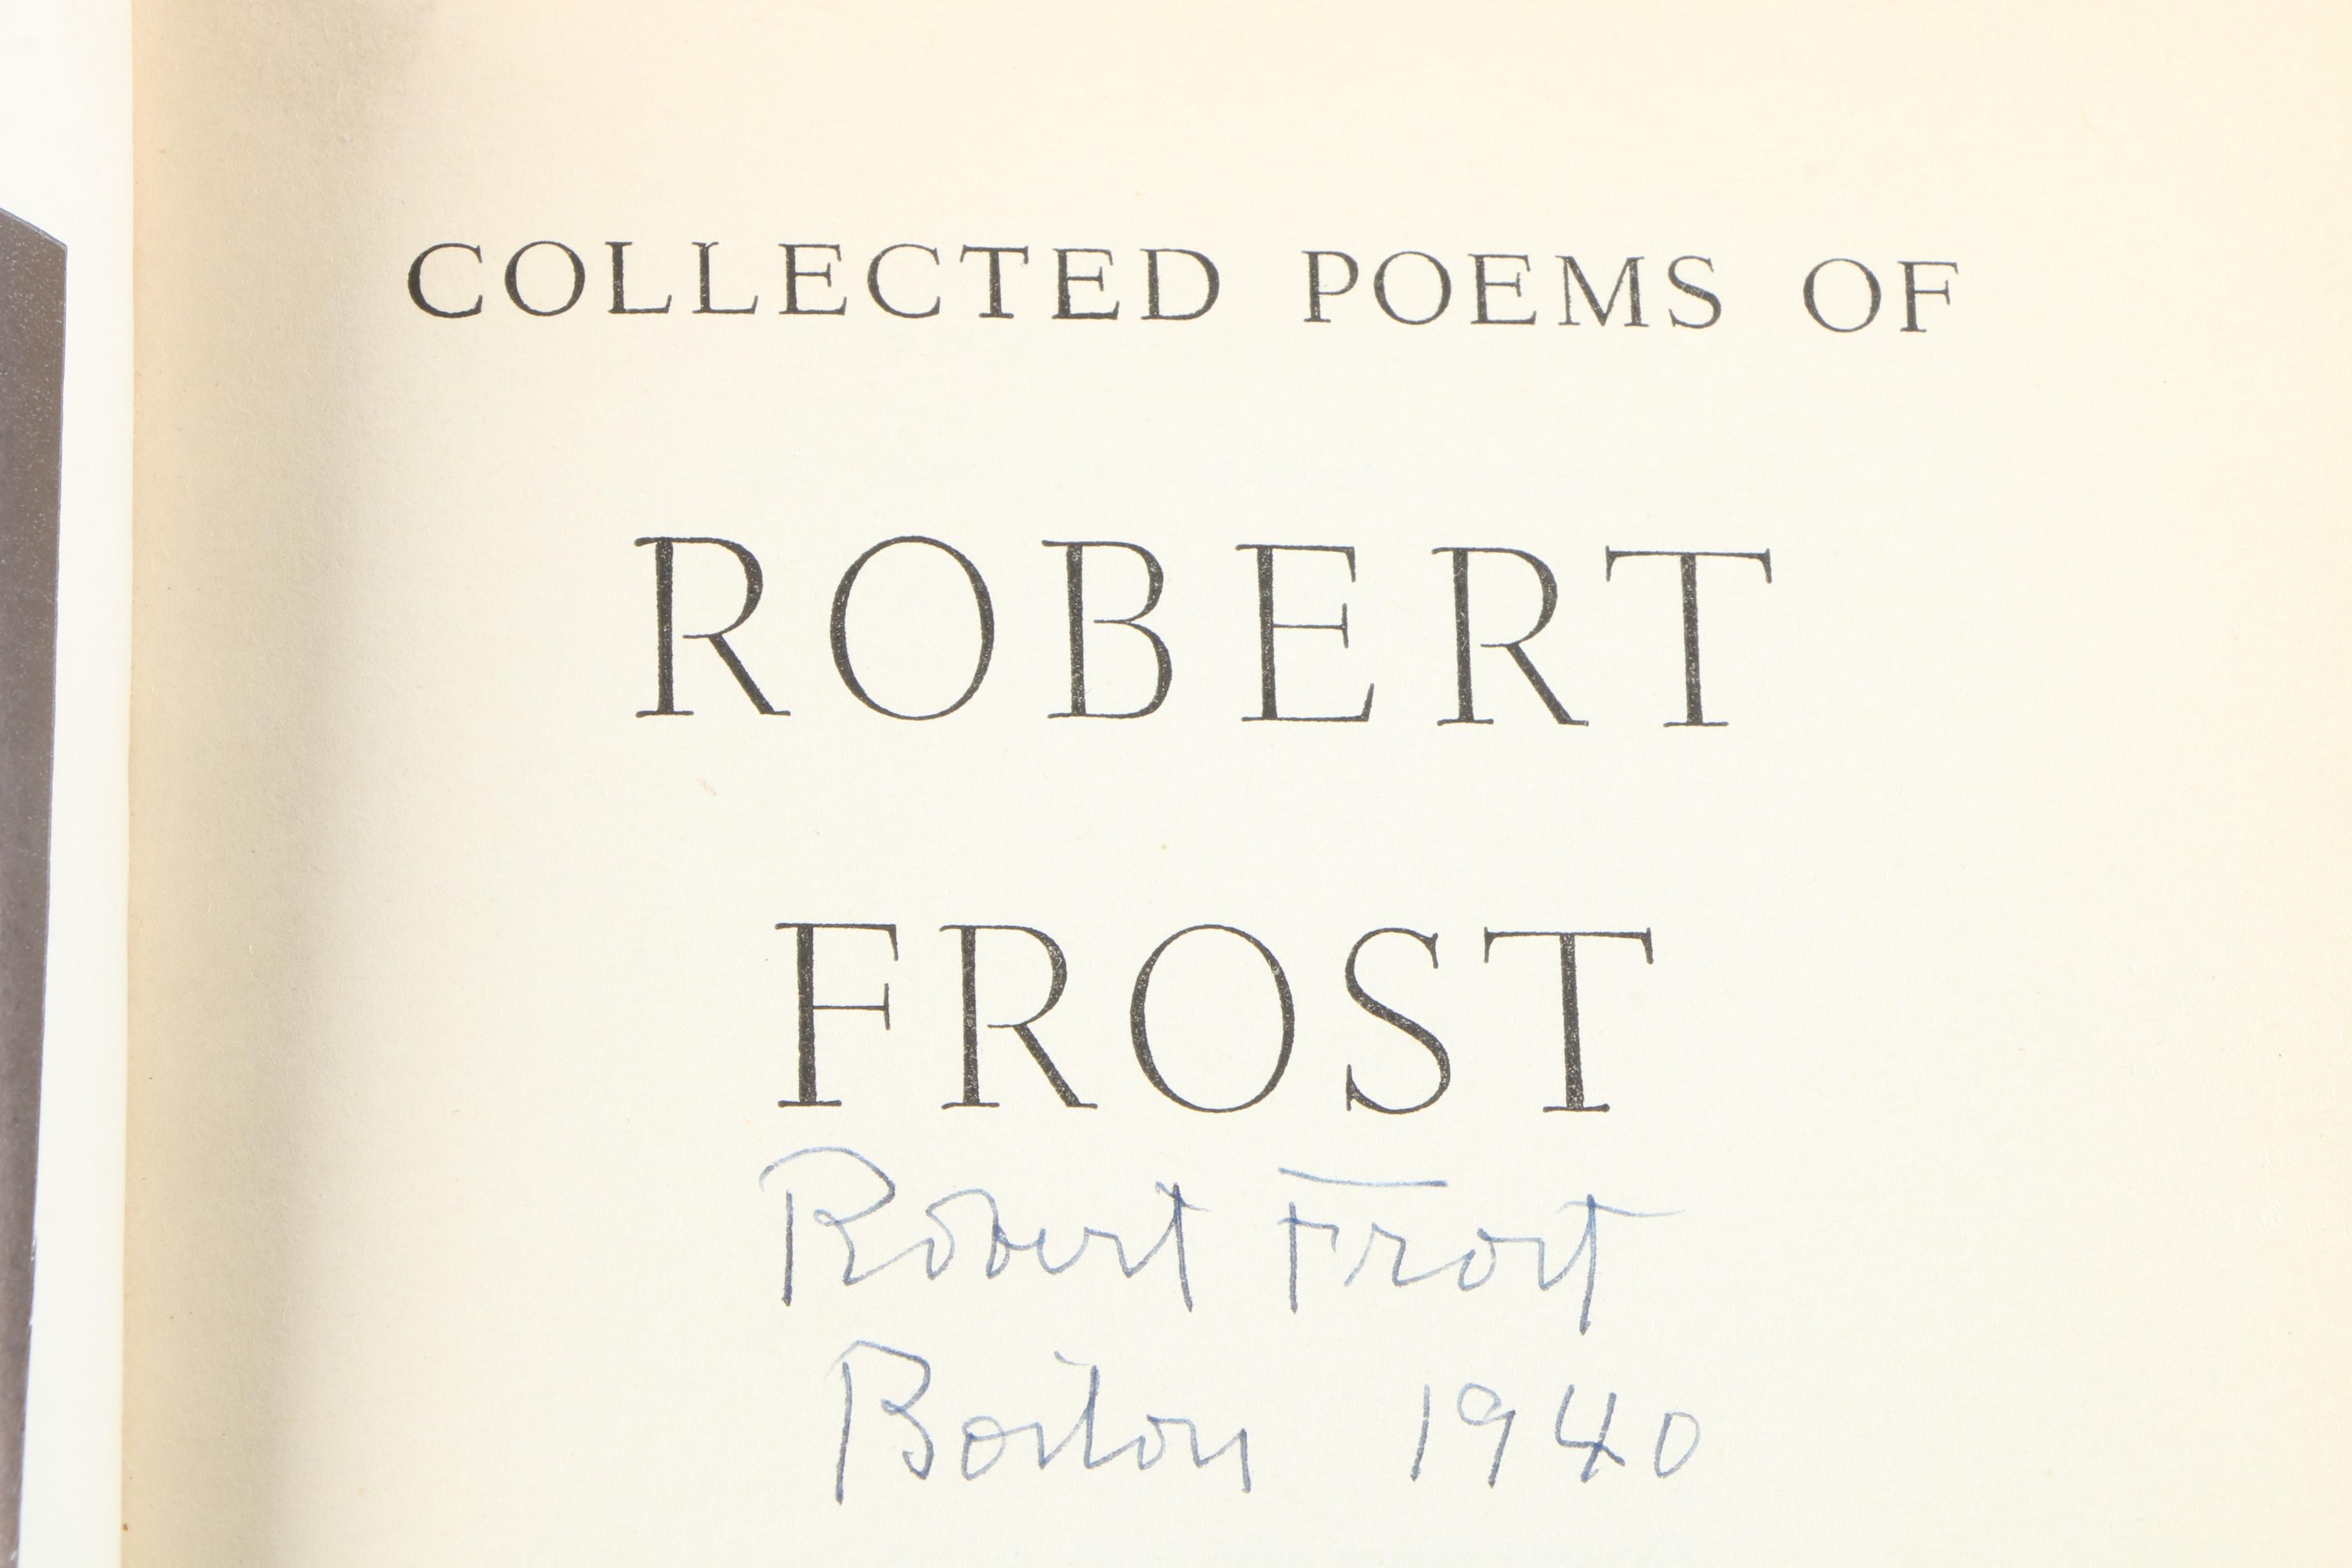 COLLECTED POEMS OF
ROBERT
FROST
Robert Frost
Boston 1940